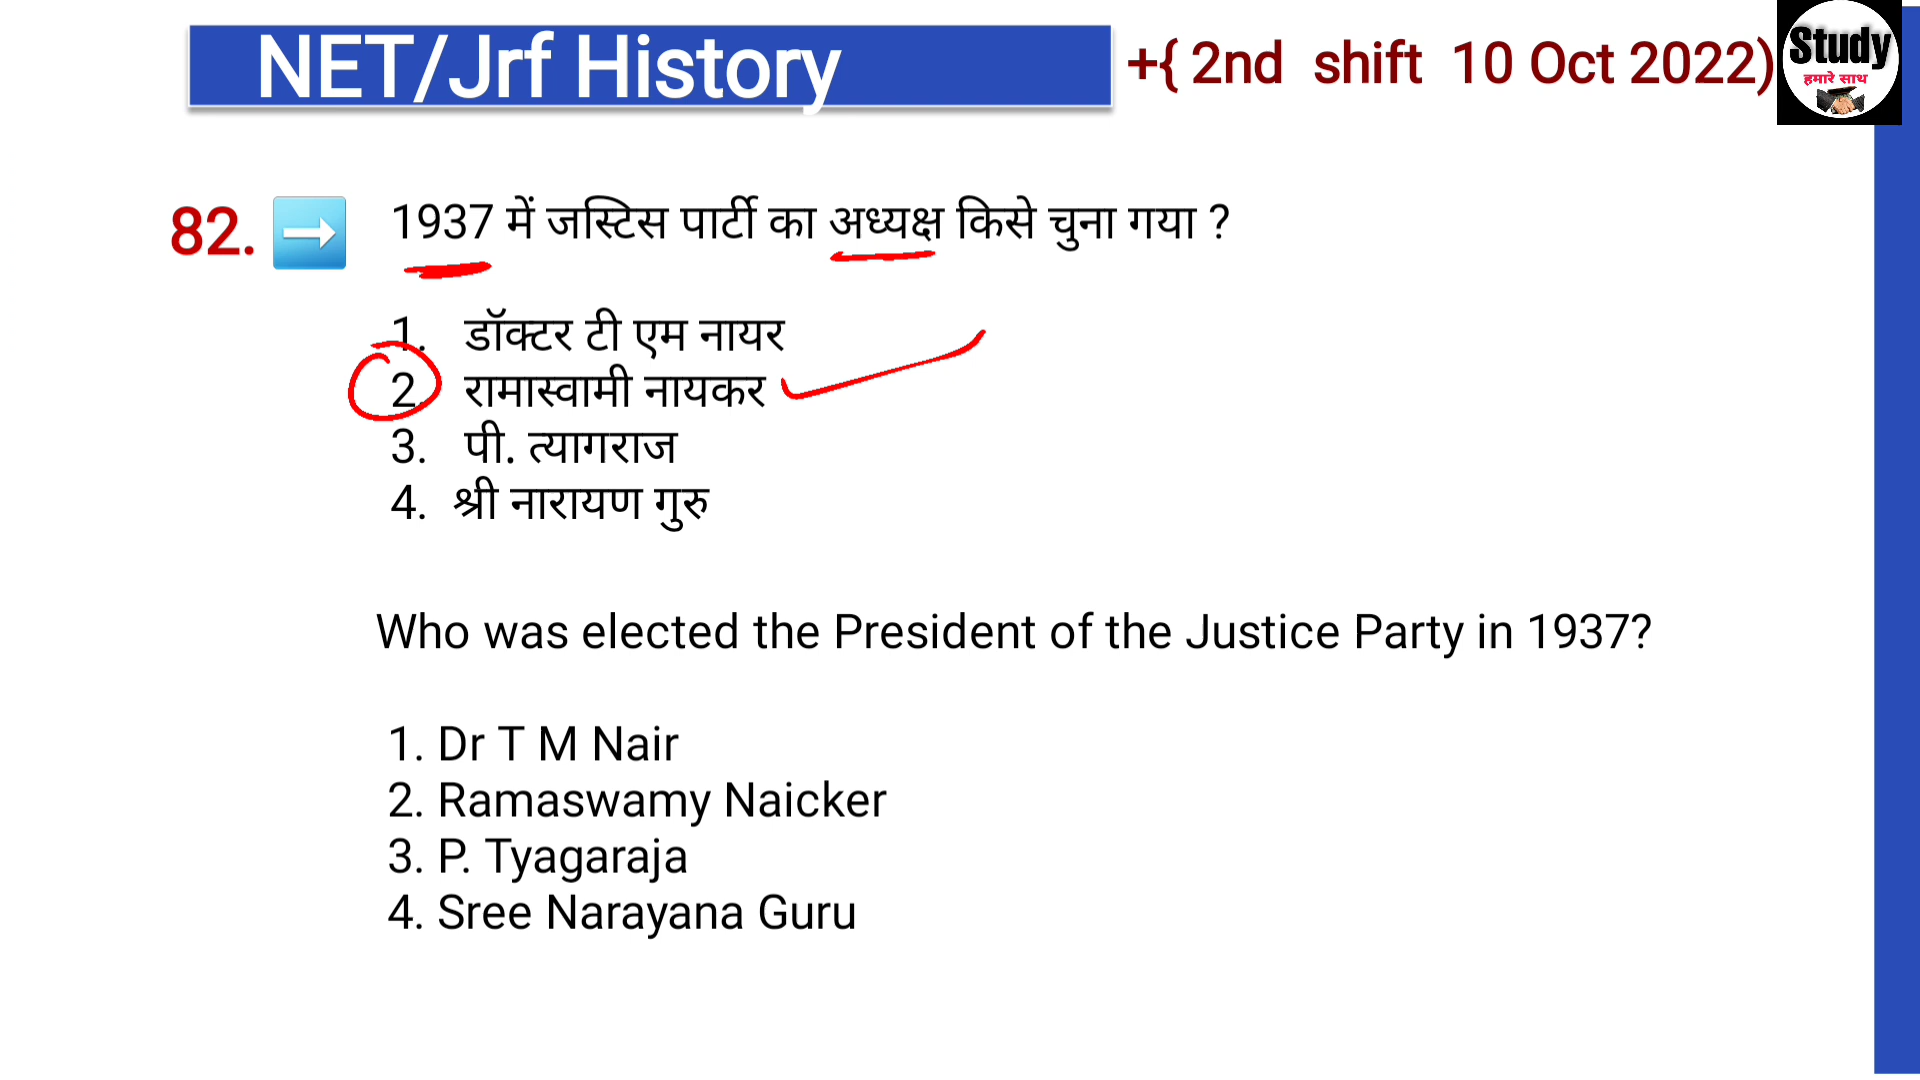 NET/Jrf History
+{ 2nd shift 10 Oct 2022)
Study
हमारे साथ
82. ➡ 1937 में जस्टिस पार्टी का अध्यक्ष किसे चुना गया ?
1. डॉक्टर टी एम नायर
2. रामास्वामी नायकर
3. पी. त्यागराज
4. श्री नारायण गुरु
Who was elected the President of the Justice Party in 1937?
1. Dr T M Nair
2. Ramaswamy Naicker
3. P. Tyagaraja
4. Sree Narayana Guru